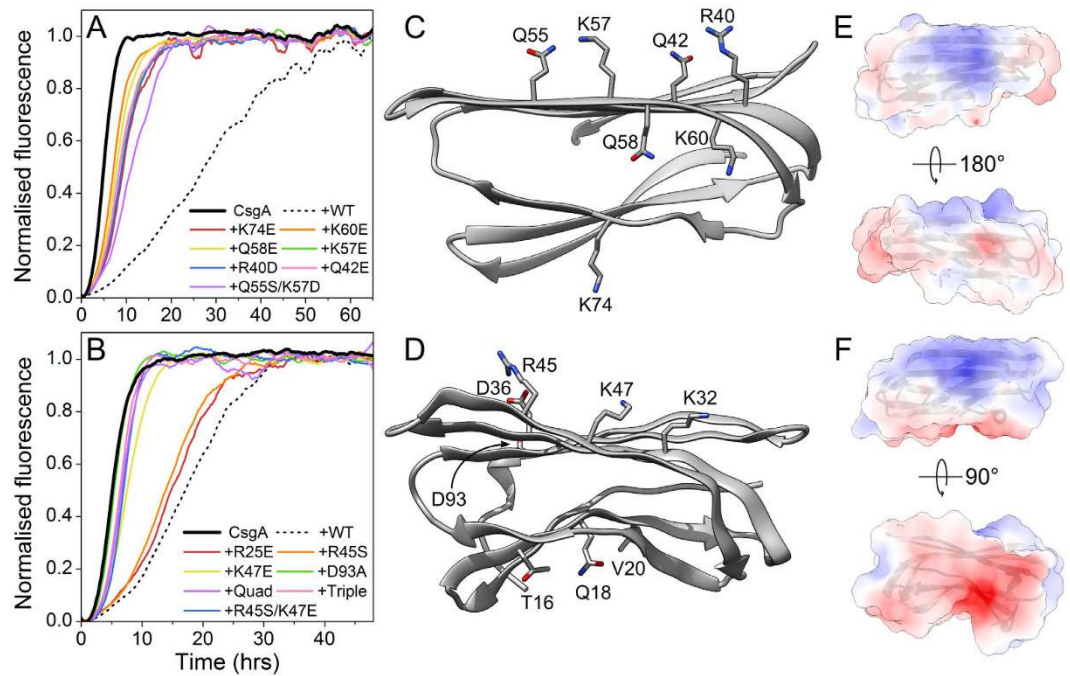 A
1.0
0.8
0.6
0.4
0.2
0.0
Normalised fluorescence
CsgA
+WT
+K74E
+K60E
+Q58E
+K57E
+R40D
+Q42E
+Q55S/K57D
0 10 20 30 40 50 60
B
1.0
0.8
0.6
0.4
0.2
0.0
Normalised fluorescence
CsgA
+WT
+R25E
+R45S
+K47E
+D93A
+Quad
+Triple
+R45S/K47E
0 10 20 30 40
Time (hrs)
C
Q55
K57
Q42
R40
Q58
K60
K74
D
R45
D36
K47
K32
D93
T16
Q18
V20
E
180°
F
90°